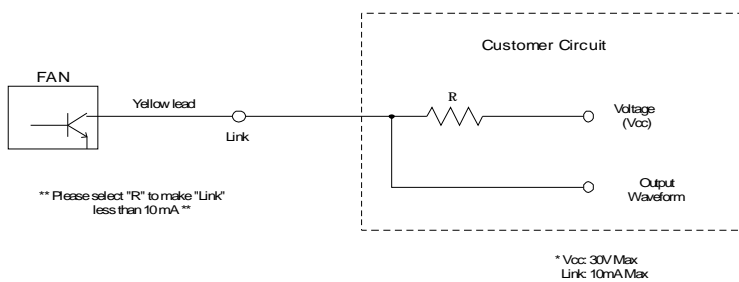 Customer Circuit
FAN
Yellow lead
R
Voltage
(Vcc)
Link
Output
Waveform
** Please select "R" to make "Link"
less than 10 mA **
* Vcc: 30V Max
Link: 10mA Max